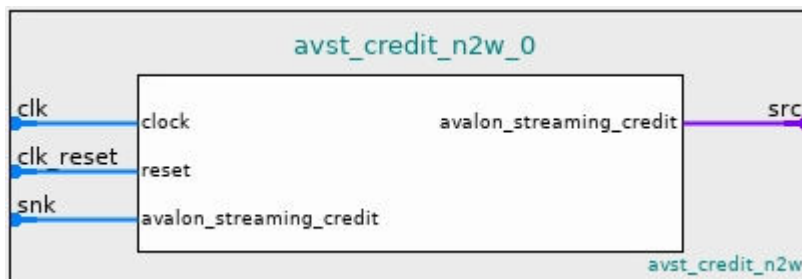 avst_credit_n2w_0
clk
clock
avalon_streaming_credit
src
clk_reset
reset
snk
avalon_streaming_credit
avst_credit_n2w